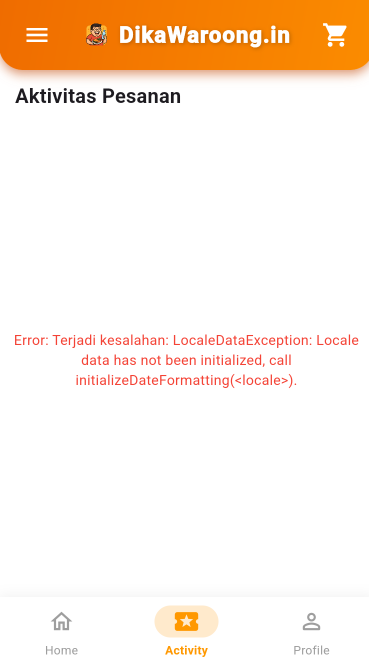 DikaWaroong.in
Aktivitas Pesanan
Error: Terjadi kesalahan: LocaleDataException: Locale
data has not been initialized, call
initializeDateFormatting(<locale>).
Home
Activity
Profile